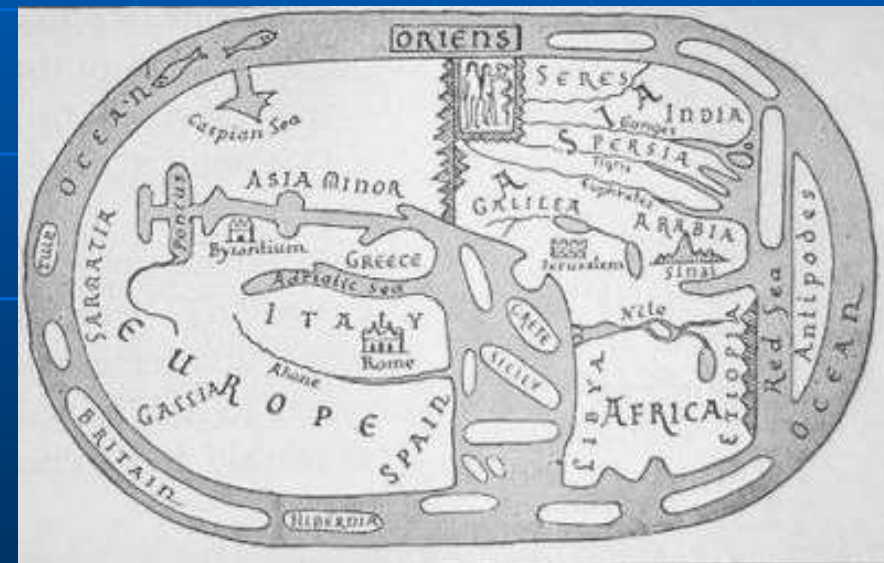 ORIENS
OCEAN
SERES
ASIA
INDIA
Ganges
Caspian Sea
PERSIA
Tigris
Euphrates
ASIA MINOR
GALILEA
ARABIA
Pontus
Byzantium
Jerusalem
Sinai
SARMATIA
GREECE
Adriatic Sea
Antipodes
Red Sea
ITALY
Rome
CRETE
Nile
SICILY
EUROPE
Rhone
GALLIA
SPAIN
LIBYA
AFRICA
ETIOPIA
OCEAN
BRITAIN
HIBERNIA